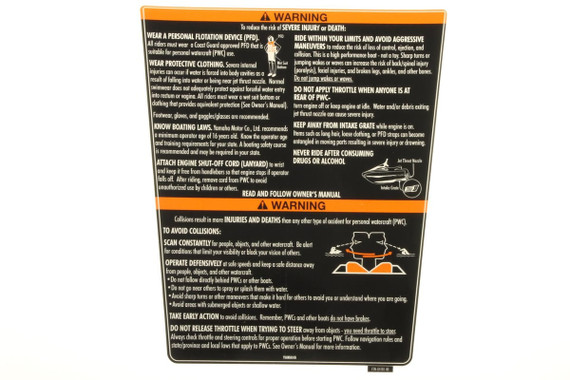 WARNING
To reduce the risk of SEVERE INJURY or DEATH:
WEAR A PERSONAL FLOTATION DEVICE (PFD).
All riders must wear a Coast Guard approved PFD that is
suitable for personal watercraft (PWC) use.
PFD
Wet Suit
Bottom
WEAR PROTECTIVE CLOTHING. Severe internal
injuries can occur if water is forced into body cavities as a
result of falling into water or being near jet thrust nozzle. Normal
swimwear does not adequately protect against forceful water entry
into rectum or vagina. All riders must wear a wet suit bottom or
clothing that provides equivalent protection (See Owner's Manual).
Footwear, gloves, and goggles/glasses are recommended.
KNOW BOATING LAWS. Yamaha Motor Co., Ltd. recommends
a minimum operator age of 16 years old. Know the operator age
and training requirements for your state. A boating safety course
is recommended and may be required in your state.
ATTACH ENGINE SHUT-OFF CORD (LANYARD) to wrist
and keep it free from handlebars so that engine stops if operator
falls off. After riding, remove cord from PWC to avoid
unauthorized use by children or others.
RIDE WITHIN YOUR LIMITS AND AVOID AGGRESSIVE
MANEUVERS to reduce the risk of loss of control, ejection, and
collision. This is a high performance boat - not a toy. Sharp turns or
jumping wakes or waves can increase the risk of back/spinal injury
(paralysis), facial injuries, and broken legs, ankles, and other bones.
Do not jump wakes or waves.
DO NOT APPLY THROTTLE WHEN ANYONE IS AT
REAR OF PWC-
turn engine off or keep engine at idle. Water and/or debris exiting
jet thrust nozzle can cause severe injury.
KEEP AWAY FROM INTAKE GRATE while engine is on.
Items such as long hair, loose clothing, or PFD straps can become
entangled in moving parts resulting in severe injury or drowning.
NEVER RIDE AFTER CONSUMING
DRUGS OR ALCOHOL
Jet Thrust Nozzle
Intake Grate
READ AND FOLLOW OWNER'S MANUAL
WARNING
Collisions result in more INJURIES AND DEATHS than any other type of accident for personal watercraft (PWC).
TO AVOID COLLISIONS:
SCAN CONSTANTLY for people, objects, and other watercraft. Be alert
for conditions that limit your visibility or block your vision of others.
OPERATE DEFENSIVELY at safe speeds and keep a safe distance away
from people, objects, and other watercraft.
• Do not follow directly behind PWCs or other boats.
• Do not go near others to spray or splash them with water.
• Avoid sharp turns or other maneuvers that make it hard for others to avoid you or understand where you are going.
• Avoid areas with submerged objects or shallow water.
TAKE EARLY ACTION to avoid collisions. Remember, PWCs and other boats do not have brakes.
DO NOT RELEASE THROTTLE WHEN TRYING TO STEER away from objects - you need throttle to steer.
Always check throttle and steering controls for proper operation before starting PWC. Follow navigation rules and
state/province and local laws that apply to PWCs. See Owner's Manual for more information.
YAMAHA